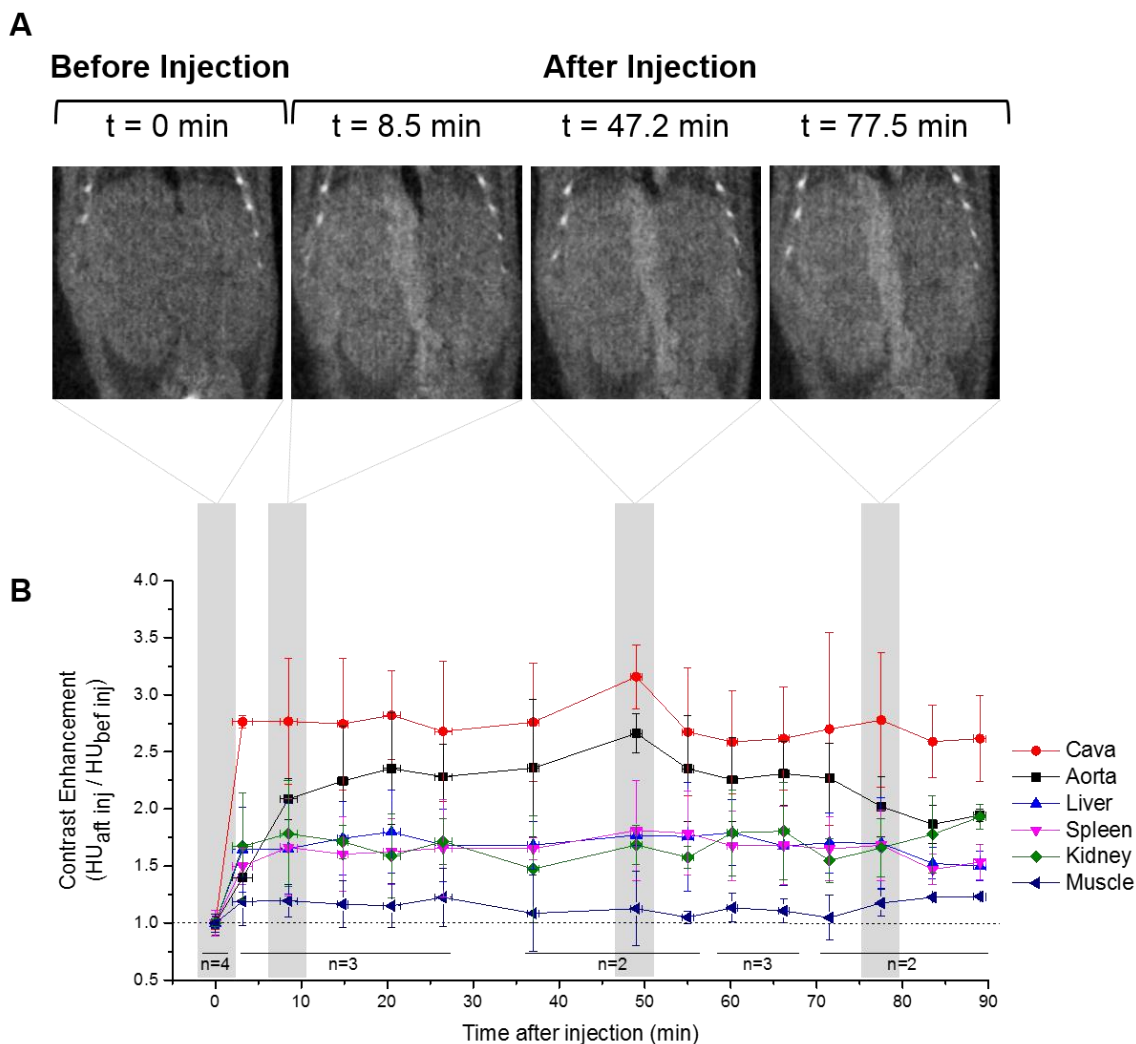 A
Before Injection
After Injection
t = 0 min
t = 8.5 min
t = 47.2 min
t = 77.5 min
B
Contrast Enhancement
(HUaft inj / HUbef inj)
4.0
3.5
3.0
2.5
2.0
1.5
1.0
0.5
n=4
n=3
n=2
n=3
n=2
0
10
20
30
40
50
60
70
80
90
Time after injection (min)
Cava
Aorta
Liver
Spleen
Kidney
Muscle